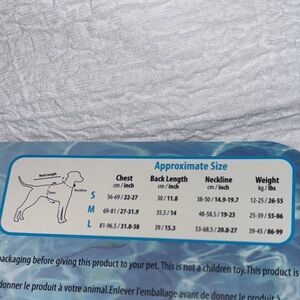 Approximate Size
Chest Back Length Neckline Weight
cm / inch cm / inch cm / inch kg / lbs
Back Length
Chest
Neckline
S 56-69 / 22-27 30 / 11.8 38-50 / 14.9-19.7 12-25 / 26-55
M 69-81 / 27-31.9 35.5 / 14 48-58.5 / 19-23 25-39 / 55-86
L 81-96.5 / 31.8-38 39 / 15.3 53-68.5 / 20.8-27 39-45 / 86-99
packaging before giving this product to your pet. This is not a children toy. This product is
donner le produit à votre animal. Enlever l'emballage avant de donner le produit à